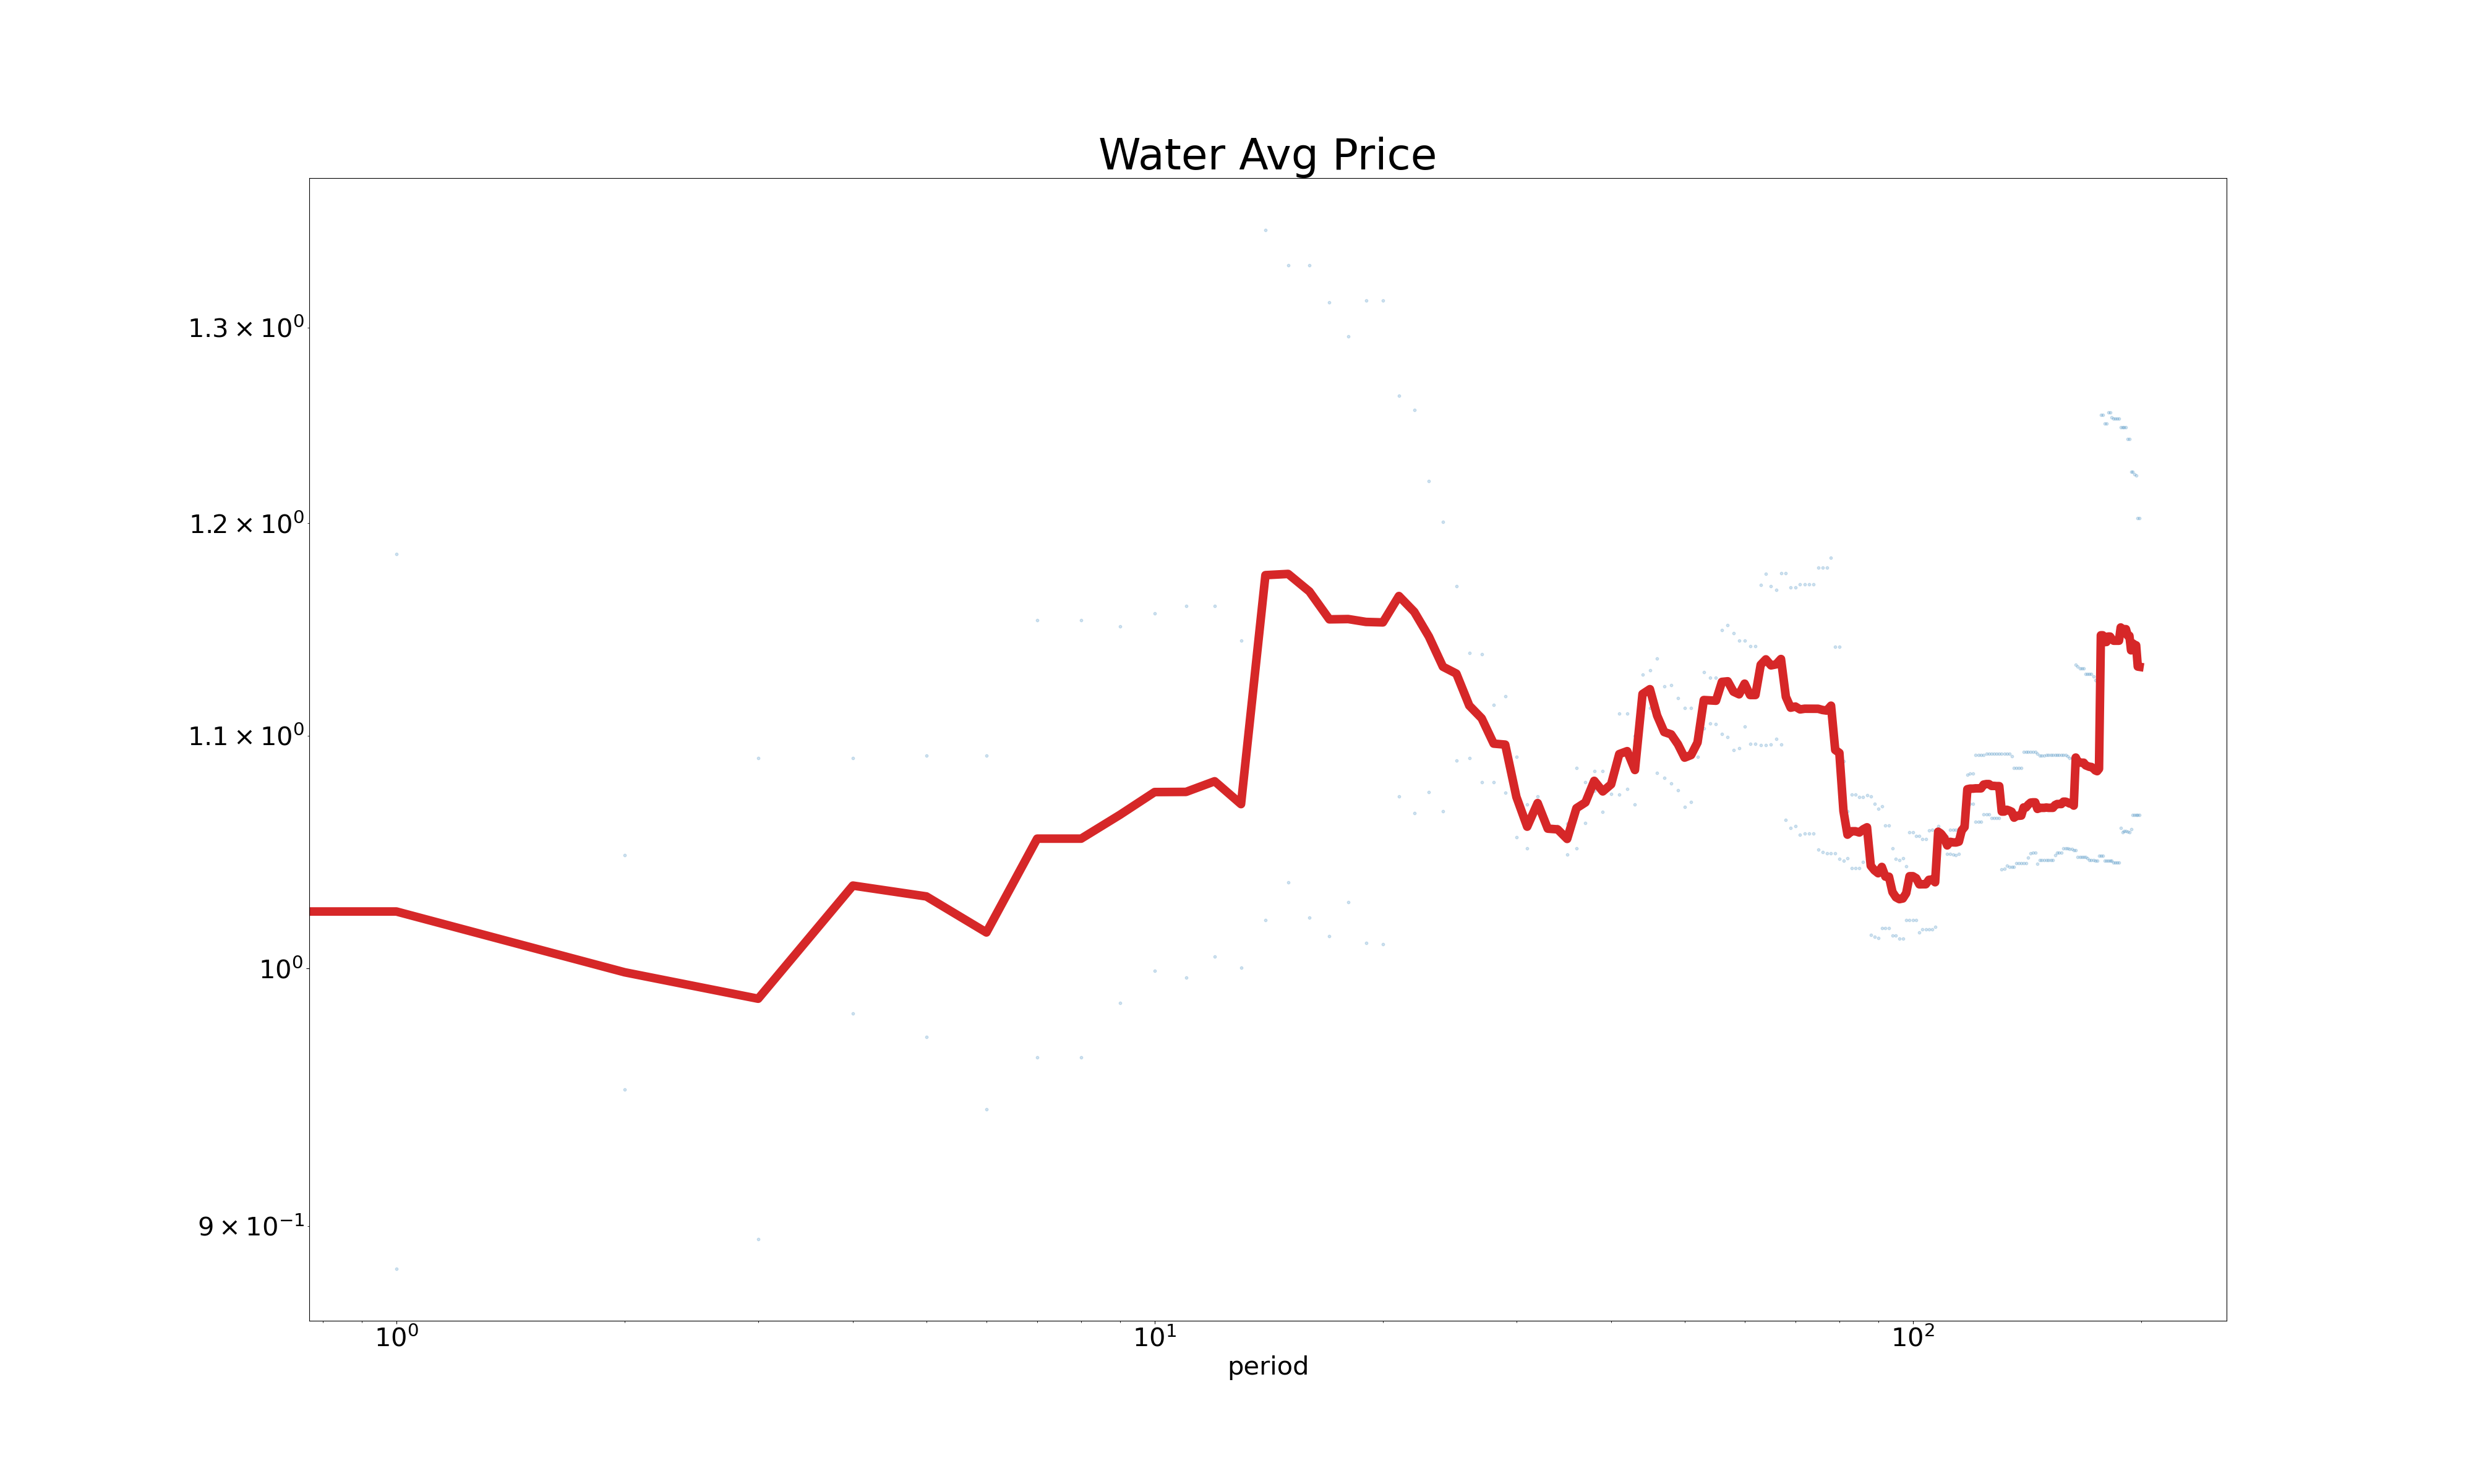 Water Avg Price
1.3 × 10⁰
1.2 × 10⁰
1.1 × 10⁰
10⁰
9 × 10⁻¹
10⁰ 10¹ 10²
period